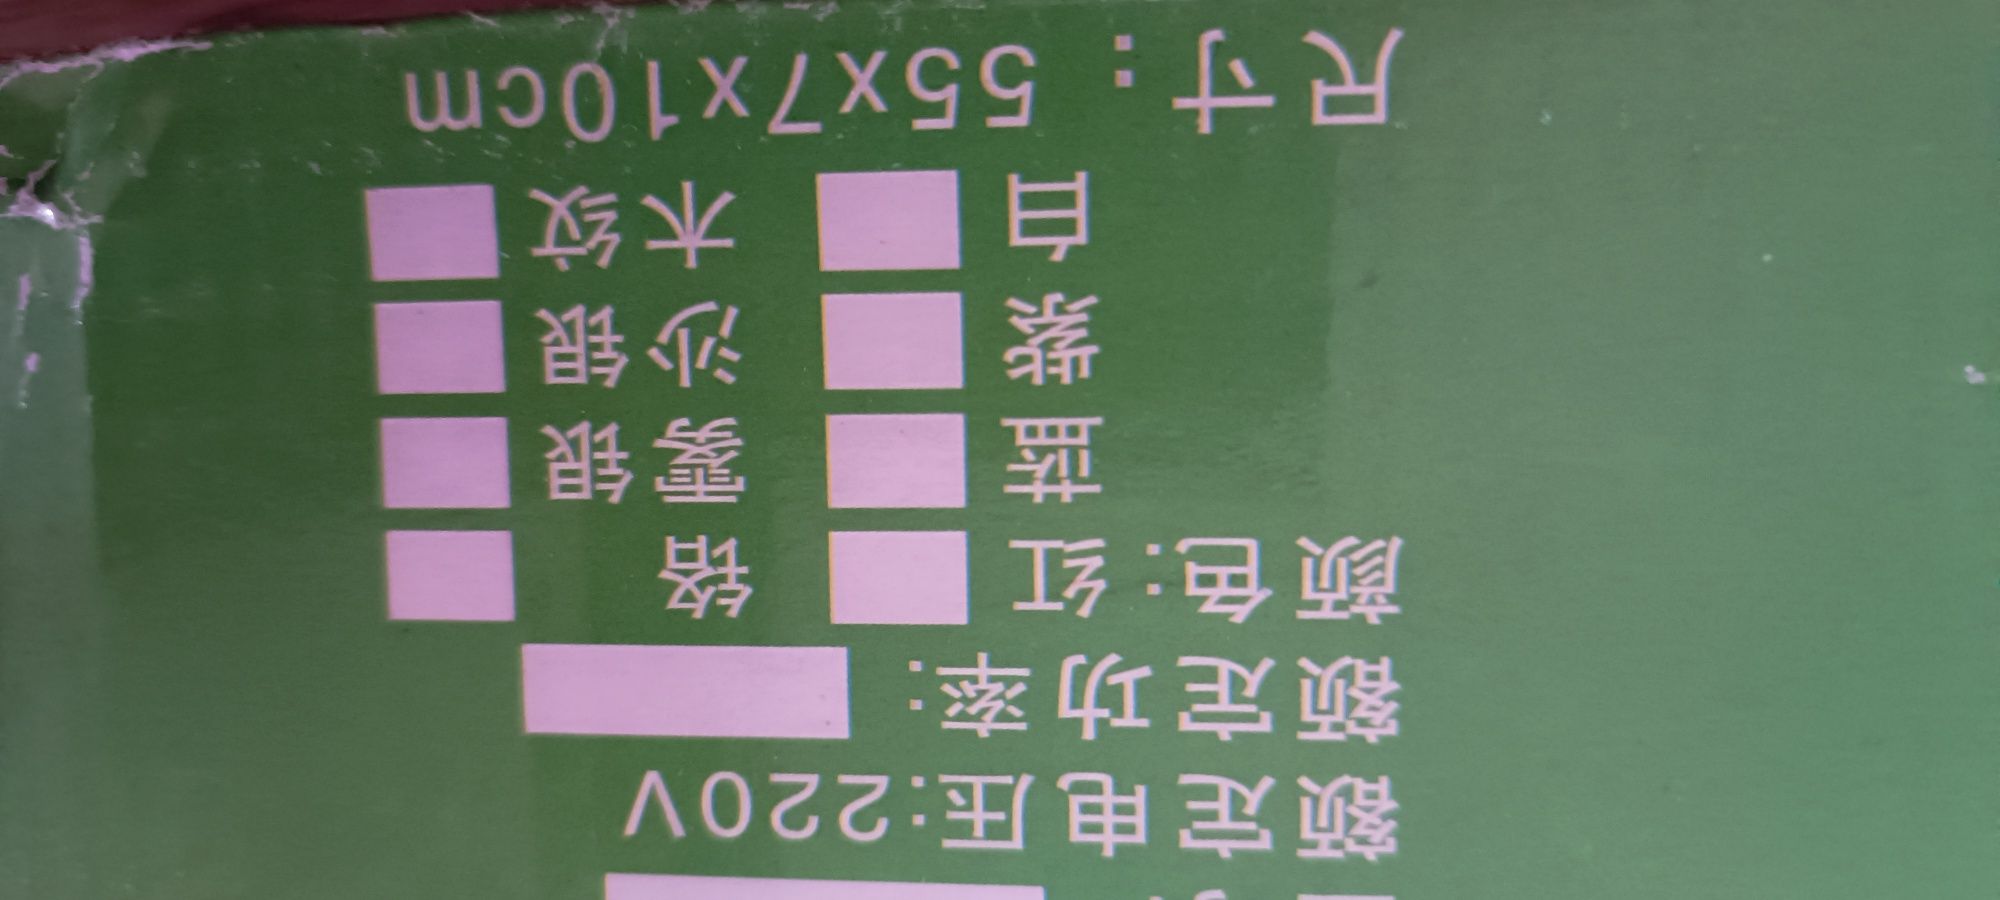 额定电压:220V
额定功率:
颜色:红 铬
蓝 雾银
紫 沙银
白 木纹
尺寸:55x7x10cm